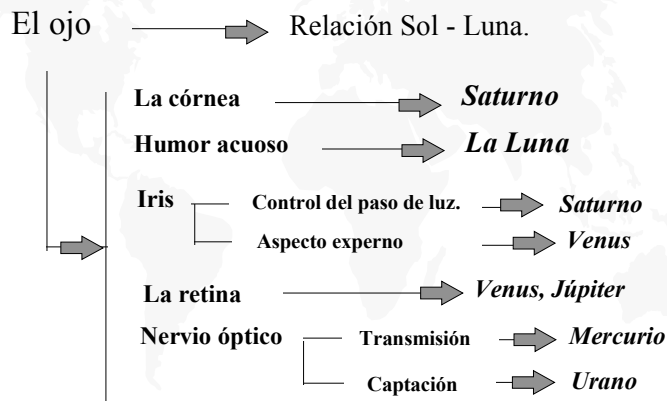 El ojo Relación Sol - Luna.
La córnea Saturno
Humor acuoso La Luna
Iris Control del paso de luz. Saturno
Aspecto experno Venus
La retina Venus, Júpiter
Nervio óptico Transmisión Mercurio
Captación Urano